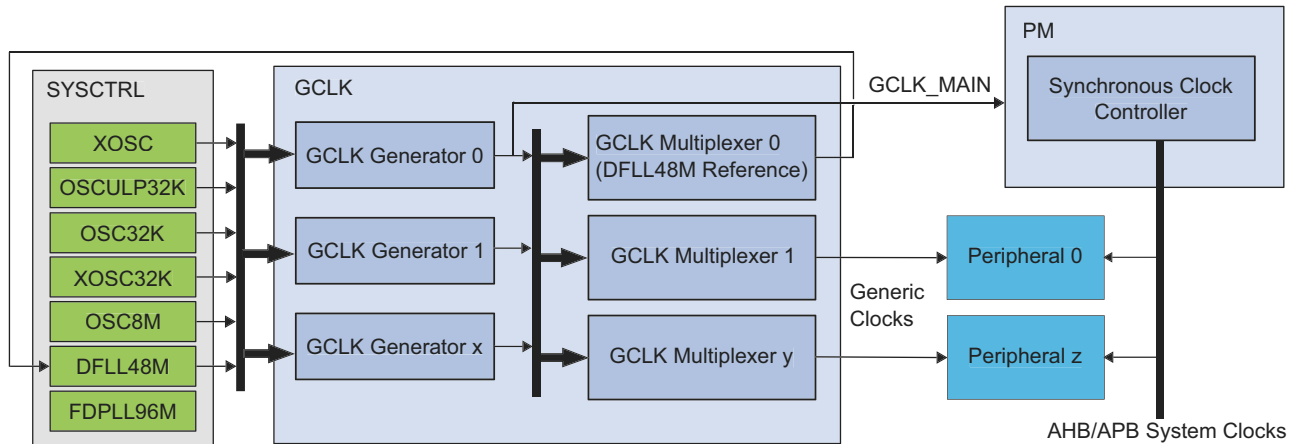 SYSCTRL
XOSC
OSCULP32K
OSC32K
XOSC32K
OSC8M
DFLL48M
FDPLL96M
GCLK
GCLK Generator 0
GCLK Generator 1
GCLK Generator x
GCLK Multiplexer 0
(DFLL48M Reference)
GCLK Multiplexer 1
GCLK Multiplexer y
GCLK_MAIN
Generic
Clocks
PM
Synchronous Clock
Controller
Peripheral 0
Peripheral z
AHB/APB System Clocks